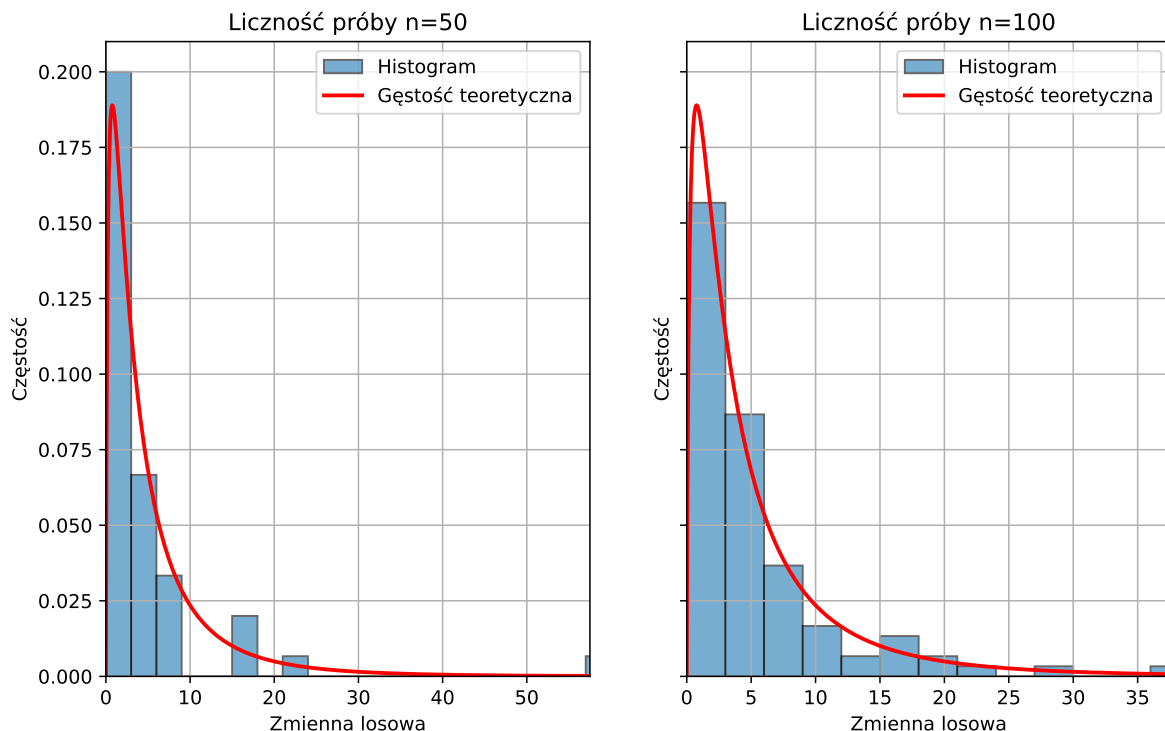 Liczność próby n=50
Histogram
Gęstość teoretyczna
Częstość
0.200
0.175
0.150
0.125
0.100
0.075
0.050
0.025
0.000
0 10 20 30 40 50
Zmienna losowa
Liczność próby n=100
Histogram
Gęstość teoretyczna
Częstość
0 5 10 15 20 25 30 35
Zmienna losowa